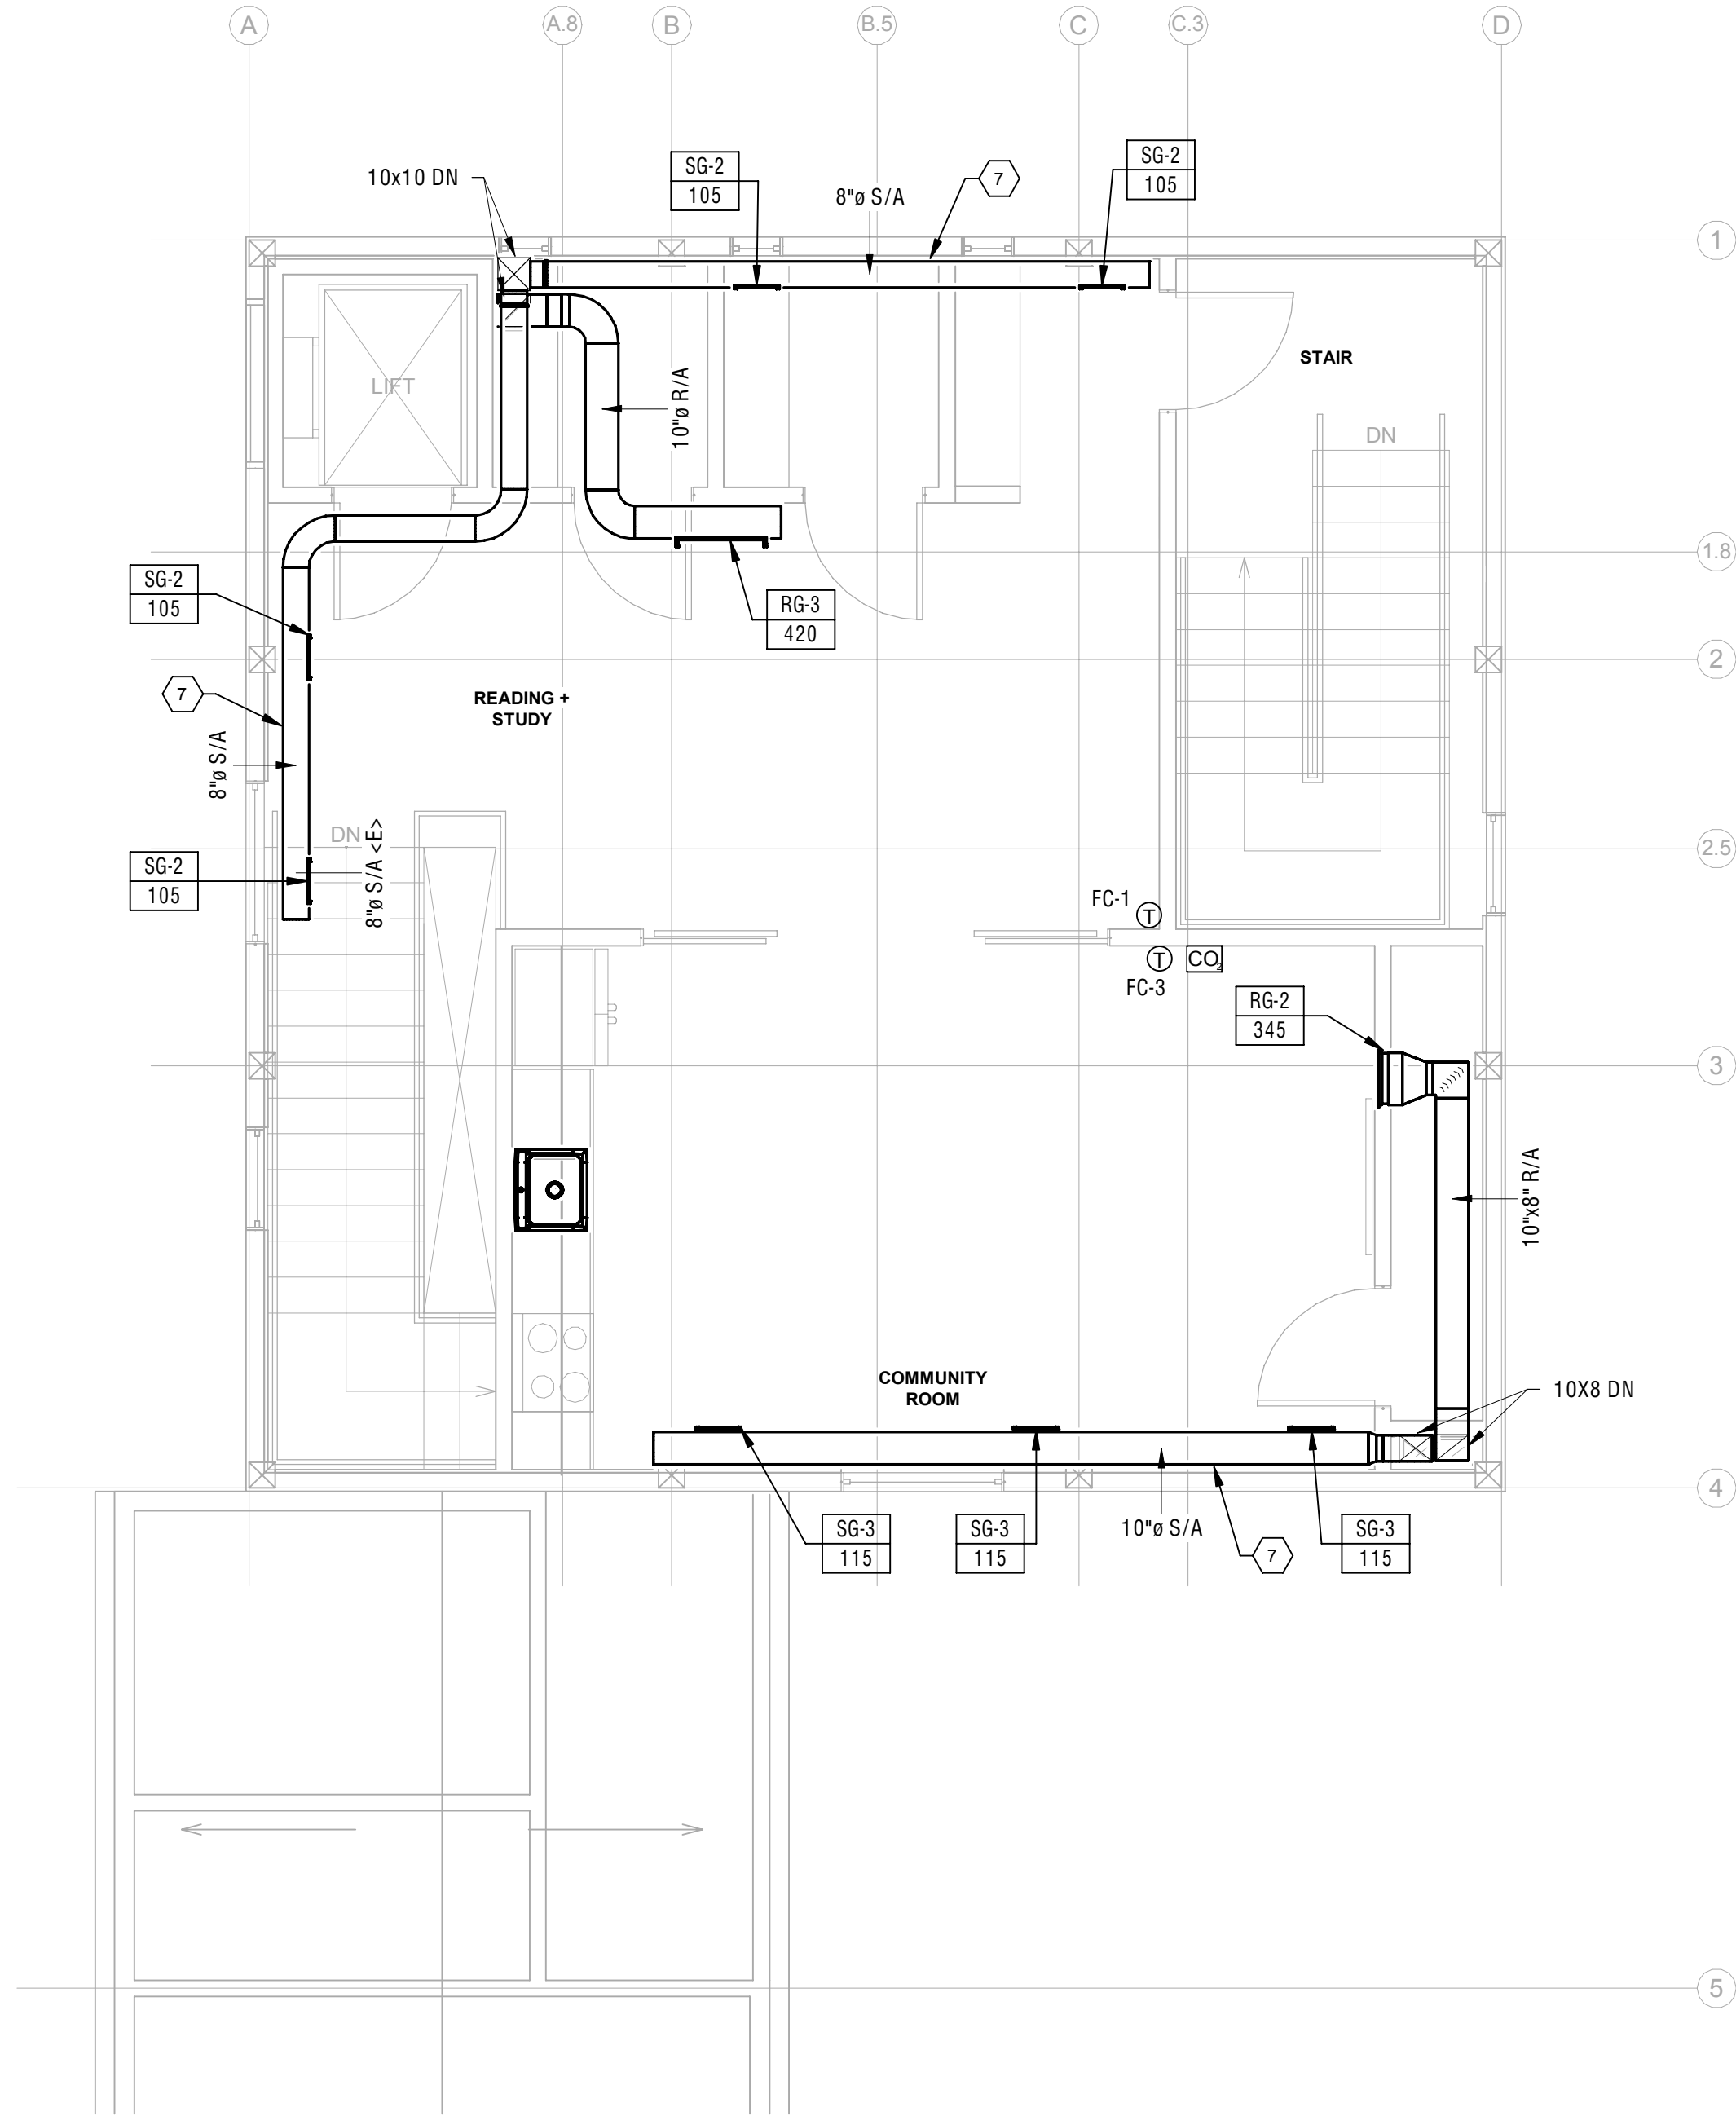 A
A.8
B
B.5
C
C.3
D
SG-2
105
SG-2
105
10x10 DN
7
8"ø S/A
1
STAIR
LIFT
10"ø R/A
DN
1.8
SG-2
105
RG-3
420
2
7
READING +
STUDY
8"ø S/A
DN
8"ø S/A <E>
2.5
SG-2
105
FC-1
T
T
CO2
FC-3
RG-2
345
3
10"x8" R/A
COMMUNITY
ROOM
10X8 DN
4
SG-3
115
SG-3
115
10"ø S/A
7
SG-3
115
5